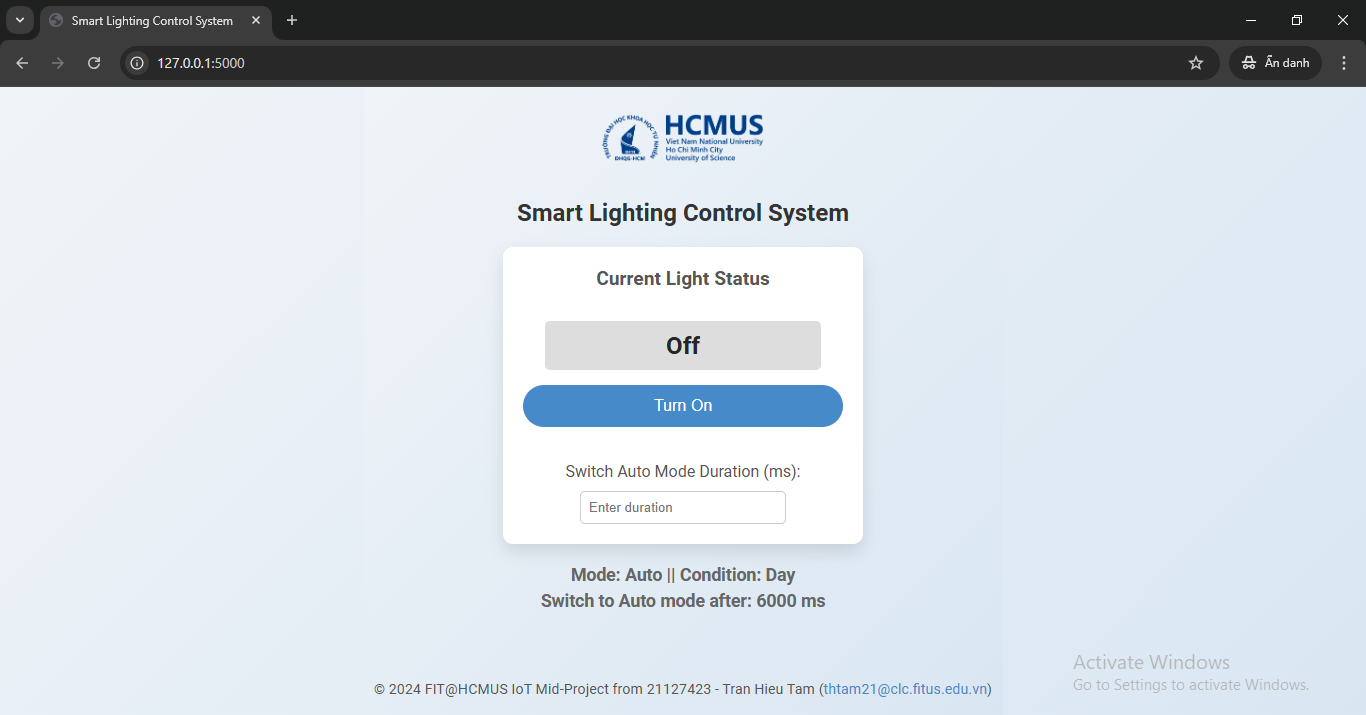 Smart Lighting Control System
127.0.0.1:5000
Ẩn danh
TRƯỜNG ĐẠI HỌC KHOA HỌC TỰ NHIÊN
ĐHQG-HCM
HCMUS
Viet Nam National University
Ho Chi Minh City
University of Science
Smart Lighting Control System
Current Light Status
Off
Turn On
Switch Auto Mode Duration (ms):
Enter duration
Mode: Auto || Condition: Day
Switch to Auto mode after: 6000 ms
Activate Windows
Go to Settings to activate Windows.
© 2024 FIT@HCMUS IoT Mid-Project from 21127423 - Tran Hieu Tam (thtam21@clc.fitus.edu.vn)